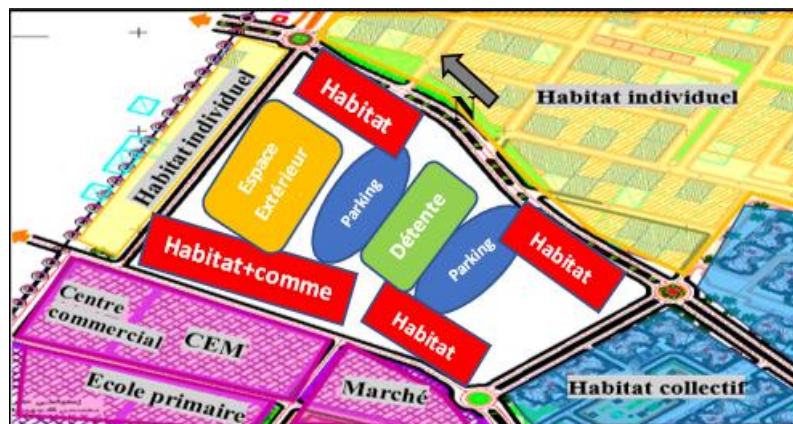 Habitat individuel
N
Habitat individuel
Habitat
Espace
Extérieur
Parking
Détente
Parking
Habitat
Habitat+comme
Habitat
Centre
commercial
CEM
Ecole primaire
Marché
Habitat collectif